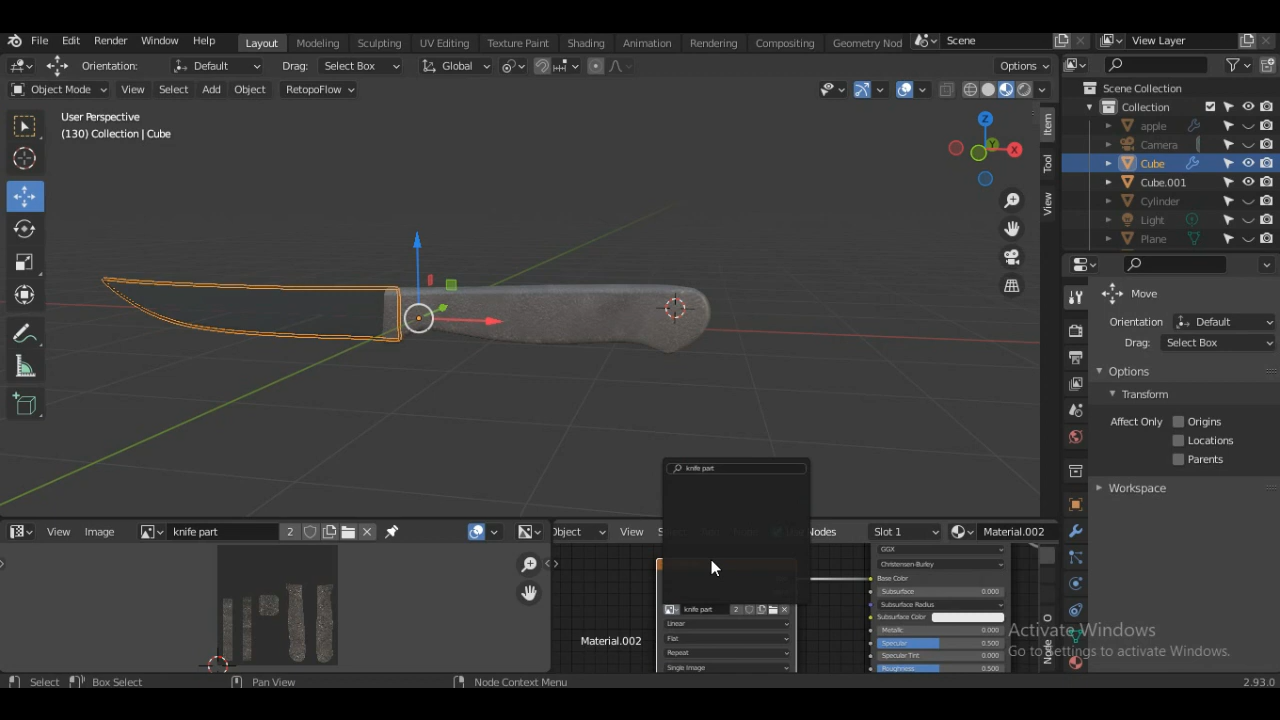 File Edit Render Window Help Layout Modeling Sculpting UV Editing Texture Paint Shading Animation Rendering Compositing Geometry Nod Scene View Layer
Orientation: Default Drag: Select Box Global Options
Object Mode View Select Add Object RetopoFlow
User Perspective
(130) Collection | Cube
Z
X
Y
Item
Tool
View
Scene Collection
Collection
apple
Camera
Cube
Cube.001
Cylinder
Light
Plane
Move
Orientation Default
Drag: Select Box
Options
Transform
Affect Only Origins
Locations
Parents
Workspace
knife part
View Image knife part 2
Object View Nodes Slot 1 Material.002
knife part 2
Linear
Flat
Repeat
Single Image
Material.002
GGX
Christensen-Burley
Base Color
Subsurface 0.000
Subsurface Radius
Subsurface Color
Metallic 0.000
Specular 0.500
Specular Tint 0.000
Roughness 0.500
Activate Windows
Go to Settings to activate Windows.
Select Box Select Pan View Node Context Menu 2.93.0